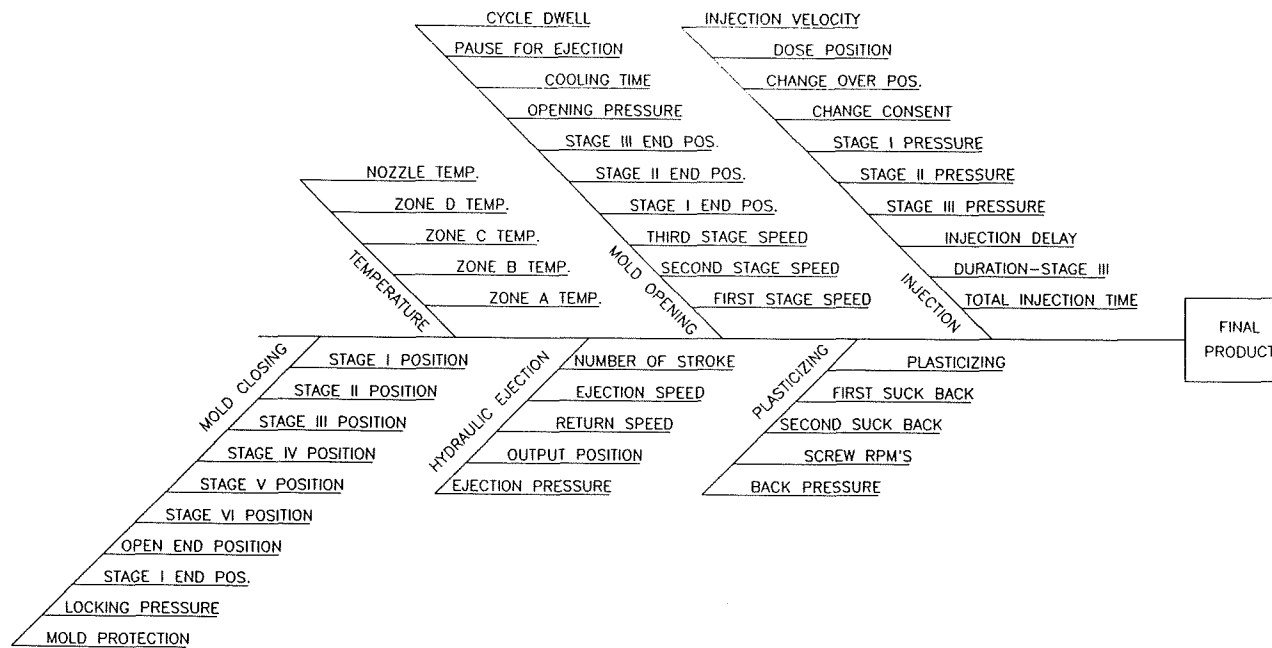 CYCLE DWELL
PAUSE FOR EJECTION
COOLING TIME
OPENING PRESSURE
STAGE III END POS.
STAGE II END POS.
STAGE I END POS.
THIRD STAGE SPEED
SECOND STAGE SPEED
FIRST STAGE SPEED
MOLD OPENING
INJECTION VELOCITY
DOSE POSITION
CHANGE OVER POS.
CHANGE CONSENT
STAGE I PRESSURE
STAGE II PRESSURE
STAGE III PRESSURE
INJECTION DELAY
DURATION-STAGE III
TOTAL INJECTION TIME
INJECTION
NOZZLE TEMP.
ZONE D TEMP.
ZONE C TEMP.
ZONE B TEMP.
ZONE A TEMP.
TEMPERATURE
FINAL
PRODUCT
MOLD CLOSING
STAGE I POSITION
STAGE II POSITION
STAGE III POSITION
STAGE IV POSITION
STAGE V POSITION
STAGE VI POSITION
OPEN END POSITION
STAGE I END POS.
LOCKING PRESSURE
MOLD PROTECTION
HYDRAULIC EJECTION
NUMBER OF STROKE
EJECTION SPEED
RETURN SPEED
OUTPUT POSITION
EJECTION PRESSURE
PLASTICIZING
PLASTICIZING
FIRST SUCK BACK
SECOND SUCK BACK
SCREW RPM'S
BACK PRESSURE